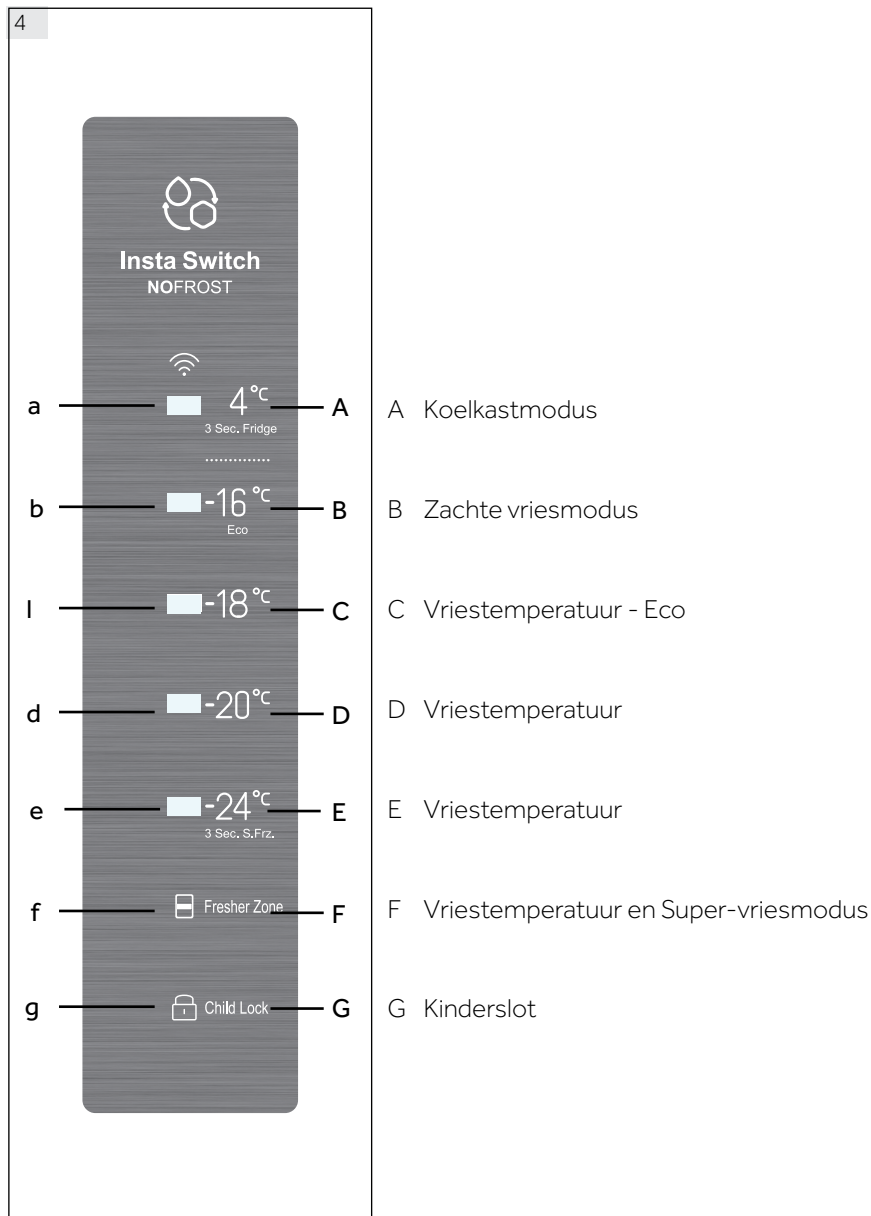 4
Insta Switch
NOFROST
a 4°C A A Koelkastmodus
3 Sec. Fridge
b -16°C B B Zachte vriesmodus
Eco
l -18°C C C Vriestemperatuur - Eco
d -20°C D D Vriestemperatuur
e -24°C E E Vriestemperatuur
3 Sec. S.Frz.
f Fresher Zone F F Vriestemperatuur en Super-vriesmodus
g Child Lock G G Kinderslot